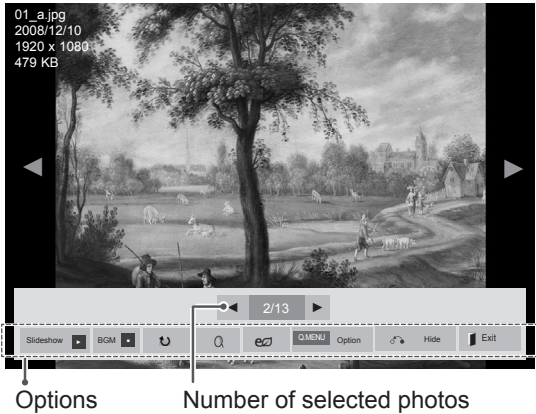 01_a.jpg
2008/12/10
1920 x 1080
479 KB
2/13
Slideshow BGM Q.MENU Option Hide Exit
Options Number of selected photos